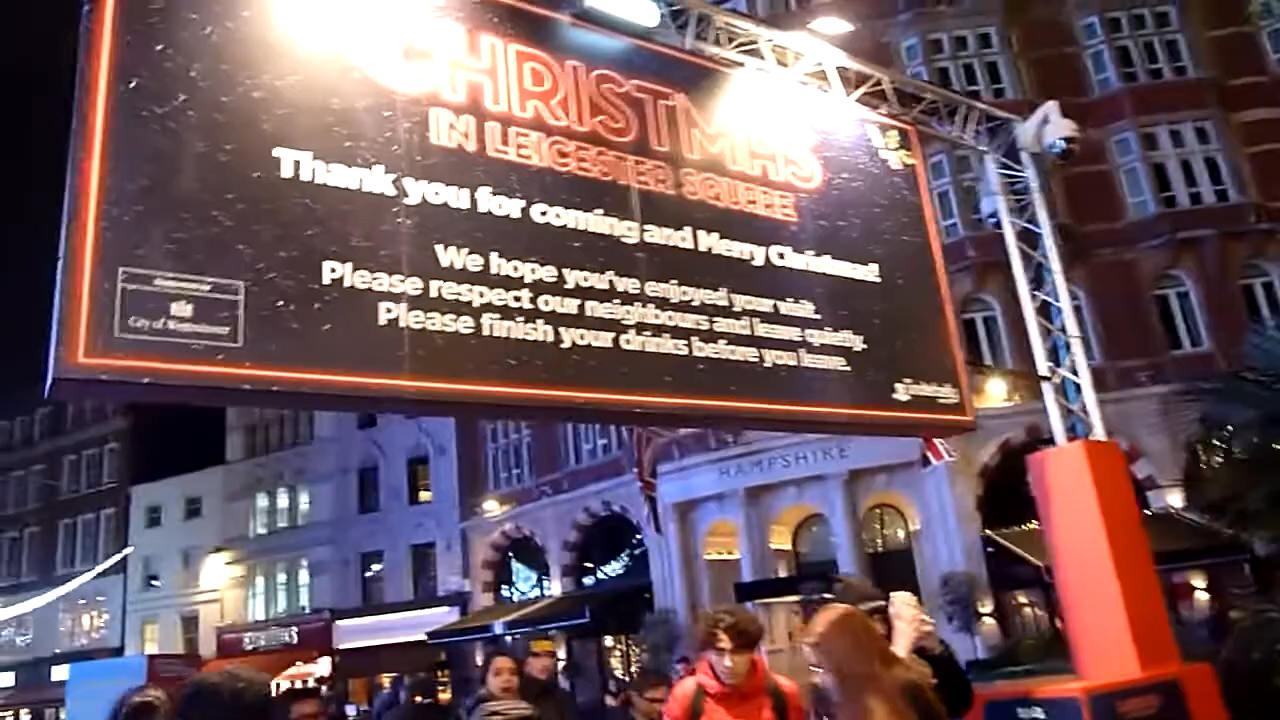 CHRISTMAS
IN LEICESTER SQUARE
Thank you for coming and Merry Christmas!
We hope you've enjoyed your visit.
Please respect our neighbours and leave quietly.
Please finish your drinks before you leave.
City of Westminster
HAMPSHIRE